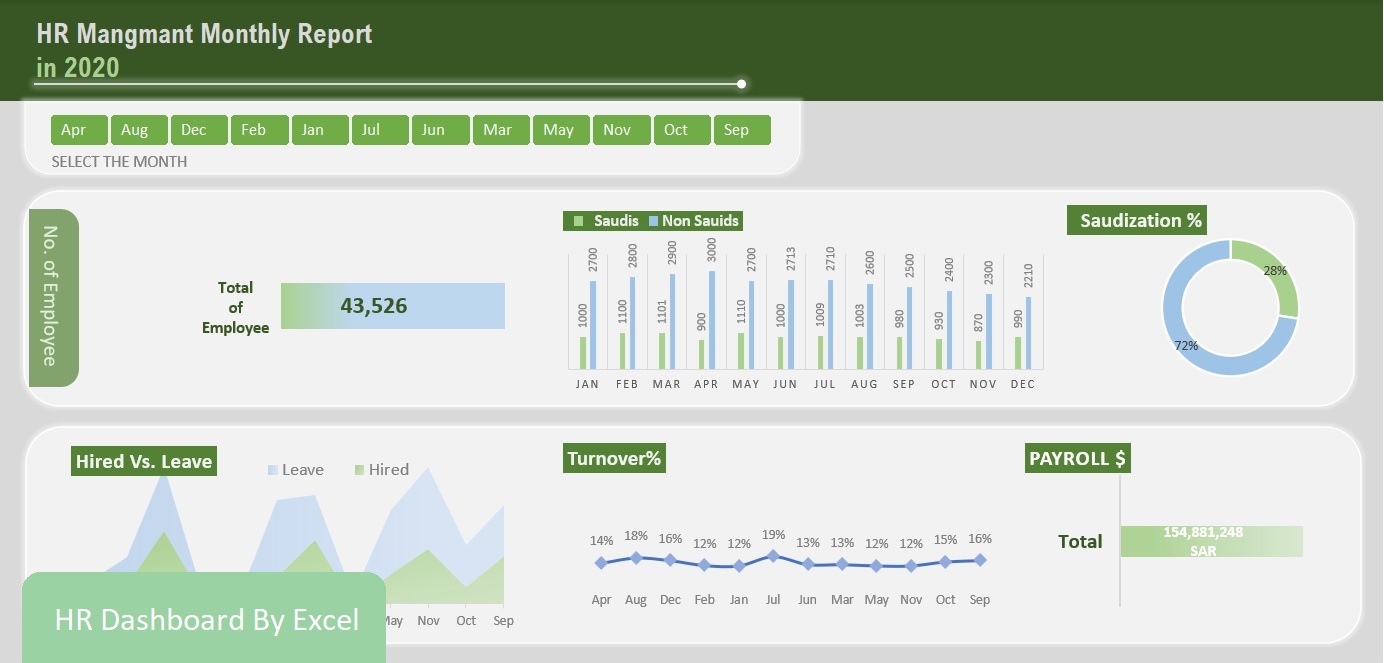 HR Mangmant Monthly Report
in 2020
Apr Aug Dec Feb Jan Jul Jun Mar May Nov Oct Sep
SELECT THE MONTH
No. of Employee
Total
of
Employee
43,526
Saudis Non Sauids
1000 2700 1100 2800 1101 2900 900 3000 1110 2700 1000 2713 1009 2710 1003 2600 980 2500 930 2400 870 2300 990 2210
JAN FEB MAR APR MAY JUN JUL AUG SEP OCT NOV DEC
Saudization %
28%
72%
Hired Vs. Leave
Leave Hired
May Nov Oct Sep
Turnover%
14% 18% 16% 12% 12% 19% 13% 13% 12% 12% 15% 16%
Apr Aug Dec Feb Jan Jul Jun Mar May Nov Oct Sep
PAYROLL $
Total
154,881,248
SAR
HR Dashboard By Excel